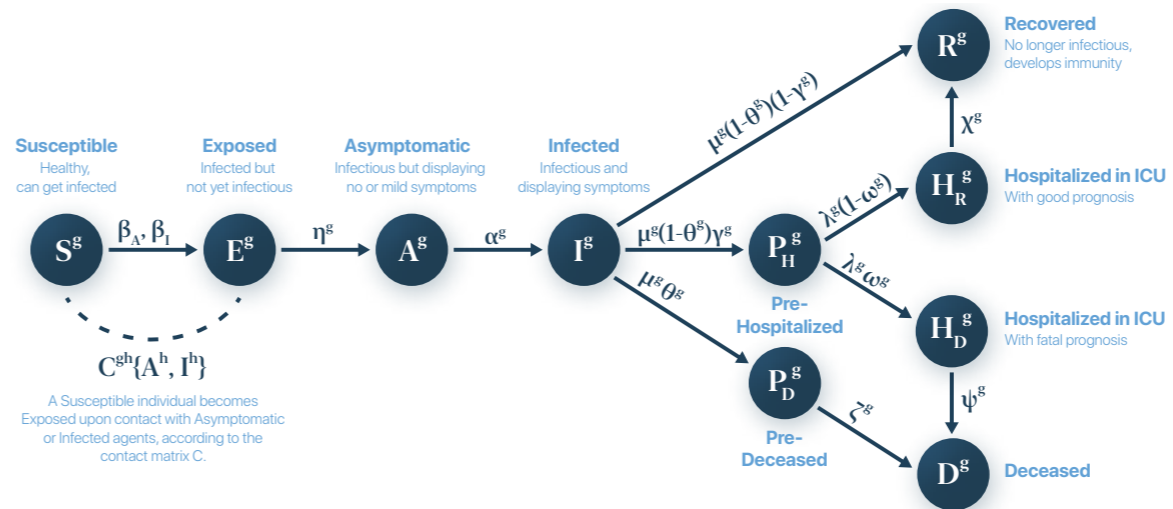 Recovered
No longer infectious,
develops immunity
R^g
μ^g(1-θ^g)(1-γ^g)
χ^g
Susceptible
Healthy,
can get infected
Exposed
Infected but
not yet infectious
Asymptomatic
Infectious but displaying
no or mild symptoms
Infected
Infectious and
displaying symptoms
Hospitalized in ICU
With good prognosis
H_R^g
λ^g(1-ω^g)
S^g
β_A, β_I
E^g
η^g
A^g
α^g
I^g
μ^g(1-θ^g)γ^g
P_H^g
λ^gω^g
μ^gθ^g
Pre-
Hospitalized
H_D^g
Hospitalized in ICU
With fatal prognosis
C^gh{A^h, I^h}
A Susceptible individual becomes
Exposed upon contact with Asymptomatic
or Infected agents, according to the
contact matrix C.
P_D^g
ζ^g
ψ^g
Pre-
Deceased
D^g
Deceased